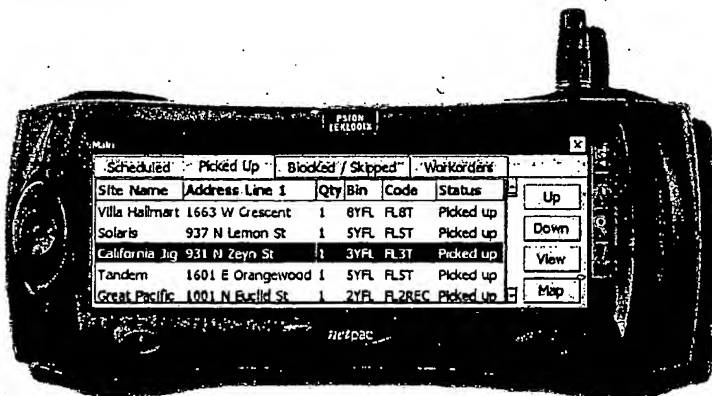 PSION
TEKLOGIX
Main
x
Scheduled Picked Up Blocked / Skipped Workorders
Site Name Address Line 1 Qty Bin Code Status
Villa Hallmart 1663 W Crescent 1 8YFL FL8T Picked up
Solaris 937 N Lemon St 1 5YFL FL5T Picked up
California Jig 931 N Zeyn St 1 3YFL FL3T Picked up
Tandem 1601 E Orangewood 1 5YFL FL5T Picked up
Great Pacific 1001 N Euclid St 1 2YFL FL2REC Picked up
Up
Down
View
Map
netpad